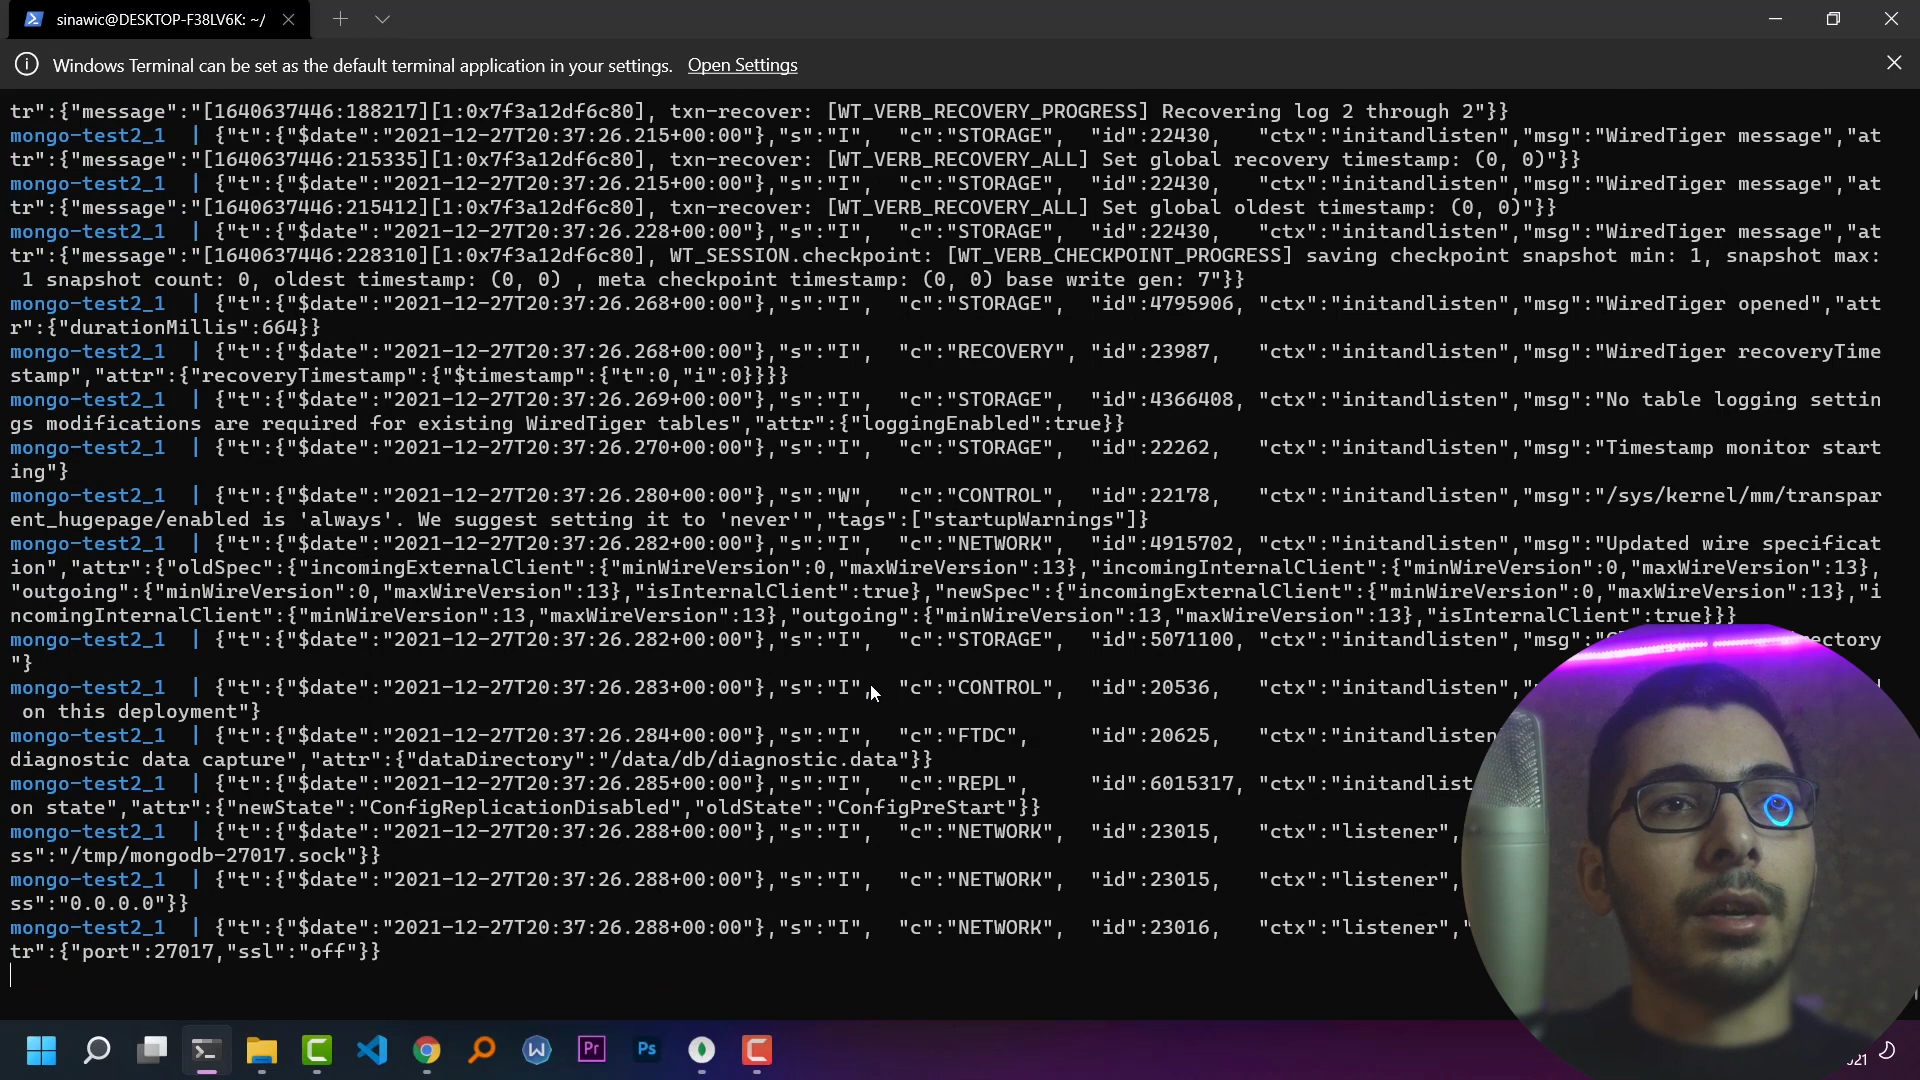 sinawic@DESKTOP-F38LV6K: ~/
Windows Terminal can be set as the default terminal application in your settings. Open Settings
tr":{"message":"[1640637446:188217][1:0x7f3a12df6c80], txn-recover: [WT_VERB_RECOVERY_PROGRESS] Recovering log 2 through 2"}}
mongo-test2_1  | {"t":{"$date":"2021-12-27T20:37:26.215+00:00"},"s":"I",  "c":"STORAGE",  "id":22430,   "ctx":"initandlisten","msg":"WiredTiger message","at
tr":{"message":"[1640637446:215335][1:0x7f3a12df6c80], txn-recover: [WT_VERB_RECOVERY_ALL] Set global recovery timestamp: (0, 0)"}}
mongo-test2_1  | {"t":{"$date":"2021-12-27T20:37:26.215+00:00"},"s":"I",  "c":"STORAGE",  "id":22430,   "ctx":"initandlisten","msg":"WiredTiger message","at
tr":{"message":"[1640637446:215412][1:0x7f3a12df6c80], txn-recover: [WT_VERB_RECOVERY_ALL] Set global oldest timestamp: (0, 0)"}}
mongo-test2_1  | {"t":{"$date":"2021-12-27T20:37:26.228+00:00"},"s":"I",  "c":"STORAGE",  "id":22430,   "ctx":"initandlisten","msg":"WiredTiger message","at
tr":{"message":"[1640637446:228310][1:0x7f3a12df6c80], WT_SESSION.checkpoint: [WT_VERB_CHECKPOINT_PROGRESS] saving checkpoint snapshot min: 1, snapshot max:
1 snapshot count: 0, oldest timestamp: (0, 0) , meta checkpoint timestamp: (0, 0) base write gen: 7"}}
mongo-test2_1  | {"t":{"$date":"2021-12-27T20:37:26.268+00:00"},"s":"I",  "c":"STORAGE",  "id":4795906, "ctx":"initandlisten","msg":"WiredTiger opened","att
r":{"durationMillis":664}}
mongo-test2_1  | {"t":{"$date":"2021-12-27T20:37:26.268+00:00"},"s":"I",  "c":"RECOVERY", "id":23987,   "ctx":"initandlisten","msg":"WiredTiger recoveryTime
stamp","attr":{"recoveryTimestamp":{"$timestamp":{"t":0,"i":0}}}}
mongo-test2_1  | {"t":{"$date":"2021-12-27T20:37:26.269+00:00"},"s":"I",  "c":"STORAGE",  "id":4366408, "ctx":"initandlisten","msg":"No table logging settin
gs modifications are required for existing WiredTiger tables","attr":{"loggingEnabled":true}}
mongo-test2_1  | {"t":{"$date":"2021-12-27T20:37:26.270+00:00"},"s":"I",  "c":"STORAGE",  "id":22262,   "ctx":"initandlisten","msg":"Timestamp monitor start
ing"}
mongo-test2_1  | {"t":{"$date":"2021-12-27T20:37:26.280+00:00"},"s":"W",  "c":"CONTROL",  "id":22178,   "ctx":"initandlisten","msg":"/sys/kernel/mm/transpar
ent_hugepage/enabled is 'always'. We suggest setting it to 'never'","tags":["startupWarnings"]}
mongo-test2_1  | {"t":{"$date":"2021-12-27T20:37:26.282+00:00"},"s":"I",  "c":"NETWORK",  "id":4915702, "ctx":"initandlisten","msg":"Updated wire specificat
ion","attr":{"oldSpec":{"incomingExternalClient":{"minWireVersion":0,"maxWireVersion":13},"incomingInternalClient":{"minWireVersion":0,"maxWireVersion":13},
"outgoing":{"minWireVersion":0,"maxWireVersion":13},"isInternalClient":true},"newSpec":{"incomingExternalClient":{"minWireVersion":0,"maxWireVersion":13},"i
ncomingInternalClient":{"minWireVersion":13,"maxWireVersion":13},"outgoing":{"minWireVersion":13,"maxWireVersion":13},"isInternalClient":true}}}
mongo-test2_1  | {"t":{"$date":"2021-12-27T20:37:26.282+00:00"},"s":"I",  "c":"STORAGE",  "id":5071100, "ctx":"initandlisten","msg":" ectory
"}
mongo-test2_1  | {"t":{"$date":"2021-12-27T20:37:26.283+00:00"},"s":"I",  "c":"CONTROL",  "id":20536,   "ctx":"initandlisten",
on this deployment"}
mongo-test2_1  | {"t":{"$date":"2021-12-27T20:37:26.284+00:00"},"s":"I",  "c":"FTDC",     "id":20625,   "ctx":"initandlisten
diagnostic data capture","attr":{"dataDirectory":"/data/db/diagnostic.data"}}
mongo-test2_1  | {"t":{"$date":"2021-12-27T20:37:26.285+00:00"},"s":"I",  "c":"REPL",     "id":6015317, "ctx":"initandlist
on state","attr":{"newState":"ConfigReplicationDisabled","oldState":"ConfigPreStart"}}
mongo-test2_1  | {"t":{"$date":"2021-12-27T20:37:26.288+00:00"},"s":"I",  "c":"NETWORK",  "id":23015,   "ctx":"listener",
ss":"/tmp/mongodb-27017.sock"}}
mongo-test2_1  | {"t":{"$date":"2021-12-27T20:37:26.288+00:00"},"s":"I",  "c":"NETWORK",  "id":23015,   "ctx":"listener",
ss":"0.0.0.0"}}
mongo-test2_1  | {"t":{"$date":"2021-12-27T20:37:26.288+00:00"},"s":"I",  "c":"NETWORK",  "id":23016,   "ctx":"listener","
tr":{"port":27017,"ssl":"off"}}
W Pr Ps